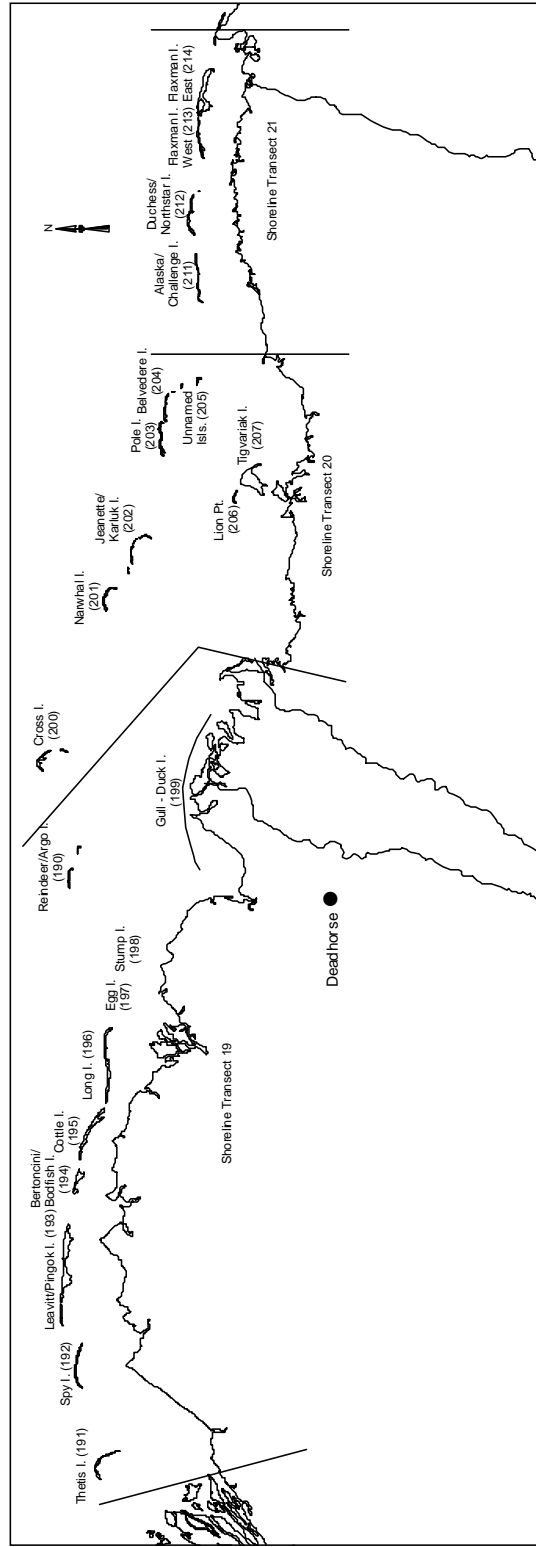 Thetis I. (191)
Spy I. (192)
Leavitt/Pingok I. (193)
Bertoncini/
Bodfish I.
(194)
Cottle I.
(195)
Long I. (196)
Egg I.
(197)
Stump I.
(198)
Reindeer/Argo I.
(190)
Cross I.
(200)
Gull - Duck I.
(199)
Deadhorse
Shoreline Transect 19
Narwhal I.
(201)
Jeanette/
Karluk I.
(202)
Pole I.
(203)
Belvedere I.
(204)
Unnamed
Isls. (205)
Lion Pt.
(206)
Tigvariak I.
(207)
Shoreline Transect 20
Alaska/
Challenge I.
(211)
Duchess/
Northstar I.
(212)
Flaxman I.
West (213)
Flaxman I.
East (214)
Shoreline Transect 21
N